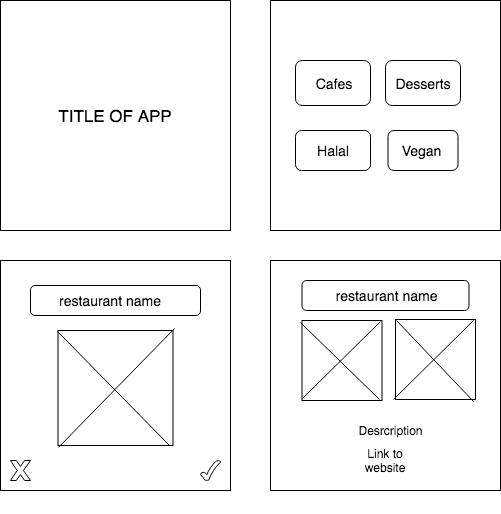 TITLE OF APP
Cafes
Desserts
Halal
Vegan
restaurant name
restaurant name
Desrcription
Link to
website